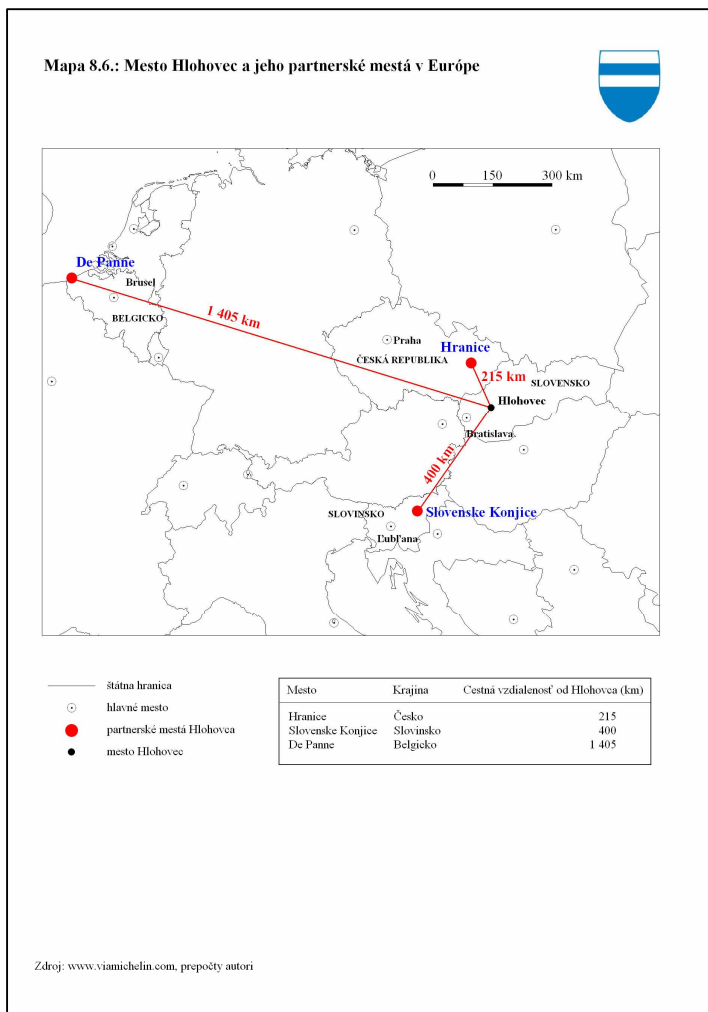 Mapa 8.6.: Mesto Hlohovec a jeho partnerské mestá v Európe
0 150 300 km
De Panne
Brusel
BELGICKO
1 405 km
Praha
Hranice
ČESKÁ REPUBLIKA
215 km
SLOVENSKO
Hlohovec
Bratislava
400 km
SLOVINSKO
Slovenske Konjice
Ľubľana
štátna hranica
hlavné mesto
partnerské mestá Hlohovca
mesto Hlohovec
Mesto Krajina Cestná vzdialenosť od Hlohovca (km)
Hranice Česko 215
Slovenske Konjice Slovinsko 400
De Panne Belgicko 1 405
Zdroj: www.viamichelin.com, prepočty autori